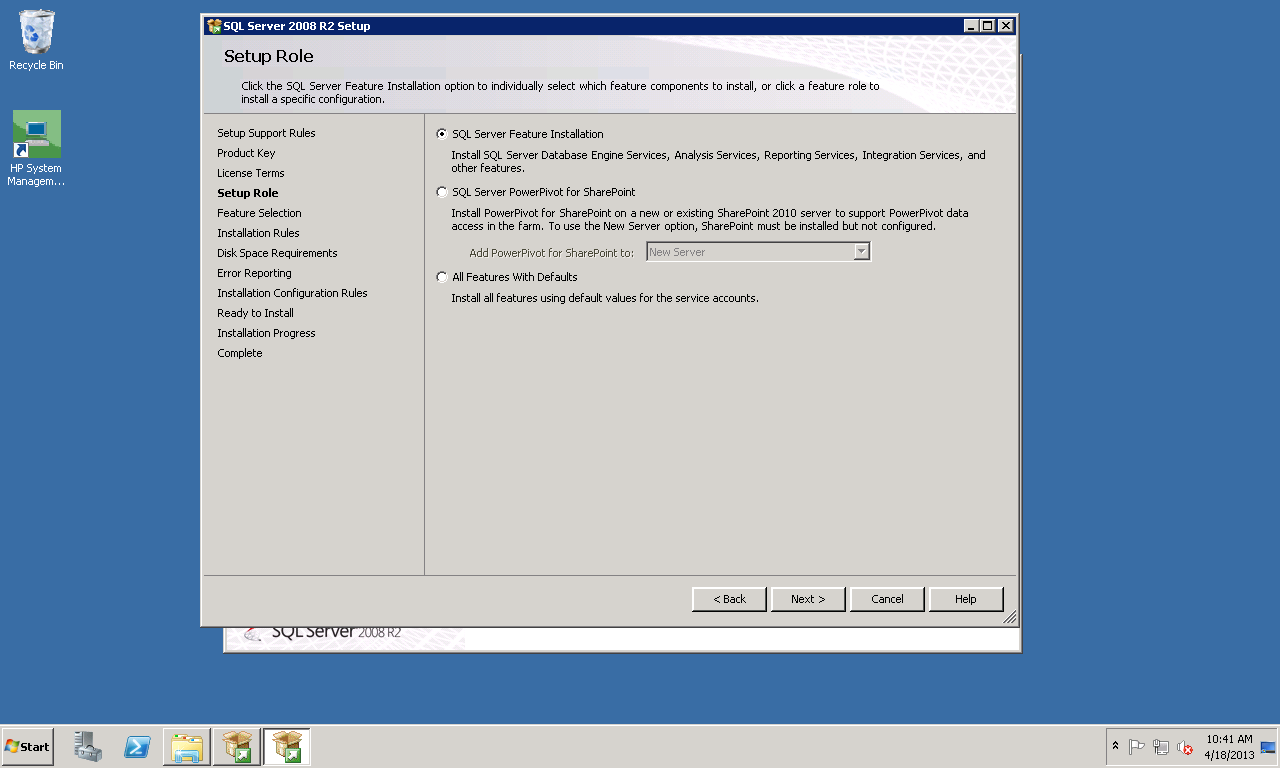 Recycle Bin
HP System
Managem...
SQL Server 2008 R2 Setup
Setup Role
Click the SQL Server Feature Installation option to individually select which feature components to install, or click a feature role to
install a specific configuration.
Setup Support Rules
Product Key
License Terms
Setup Role
Feature Selection
Installation Rules
Disk Space Requirements
Error Reporting
Installation Configuration Rules
Ready to Install
Installation Progress
Complete
SQL Server Feature Installation
Install SQL Server Database Engine Services, Analysis Services, Reporting Services, Integration Services, and
other features.
SQL Server PowerPivot for SharePoint
Install PowerPivot for SharePoint on a new or existing SharePoint 2010 server to support PowerPivot data
access in the farm. To use the New Server option, SharePoint must be installed but not configured.
Add PowerPivot for SharePoint to: New Server
All Features With Defaults
Install all features using default values for the service accounts.
< Back Next > Cancel Help
SQL Server 2008 R2
Start
10:41 AM
4/18/2013